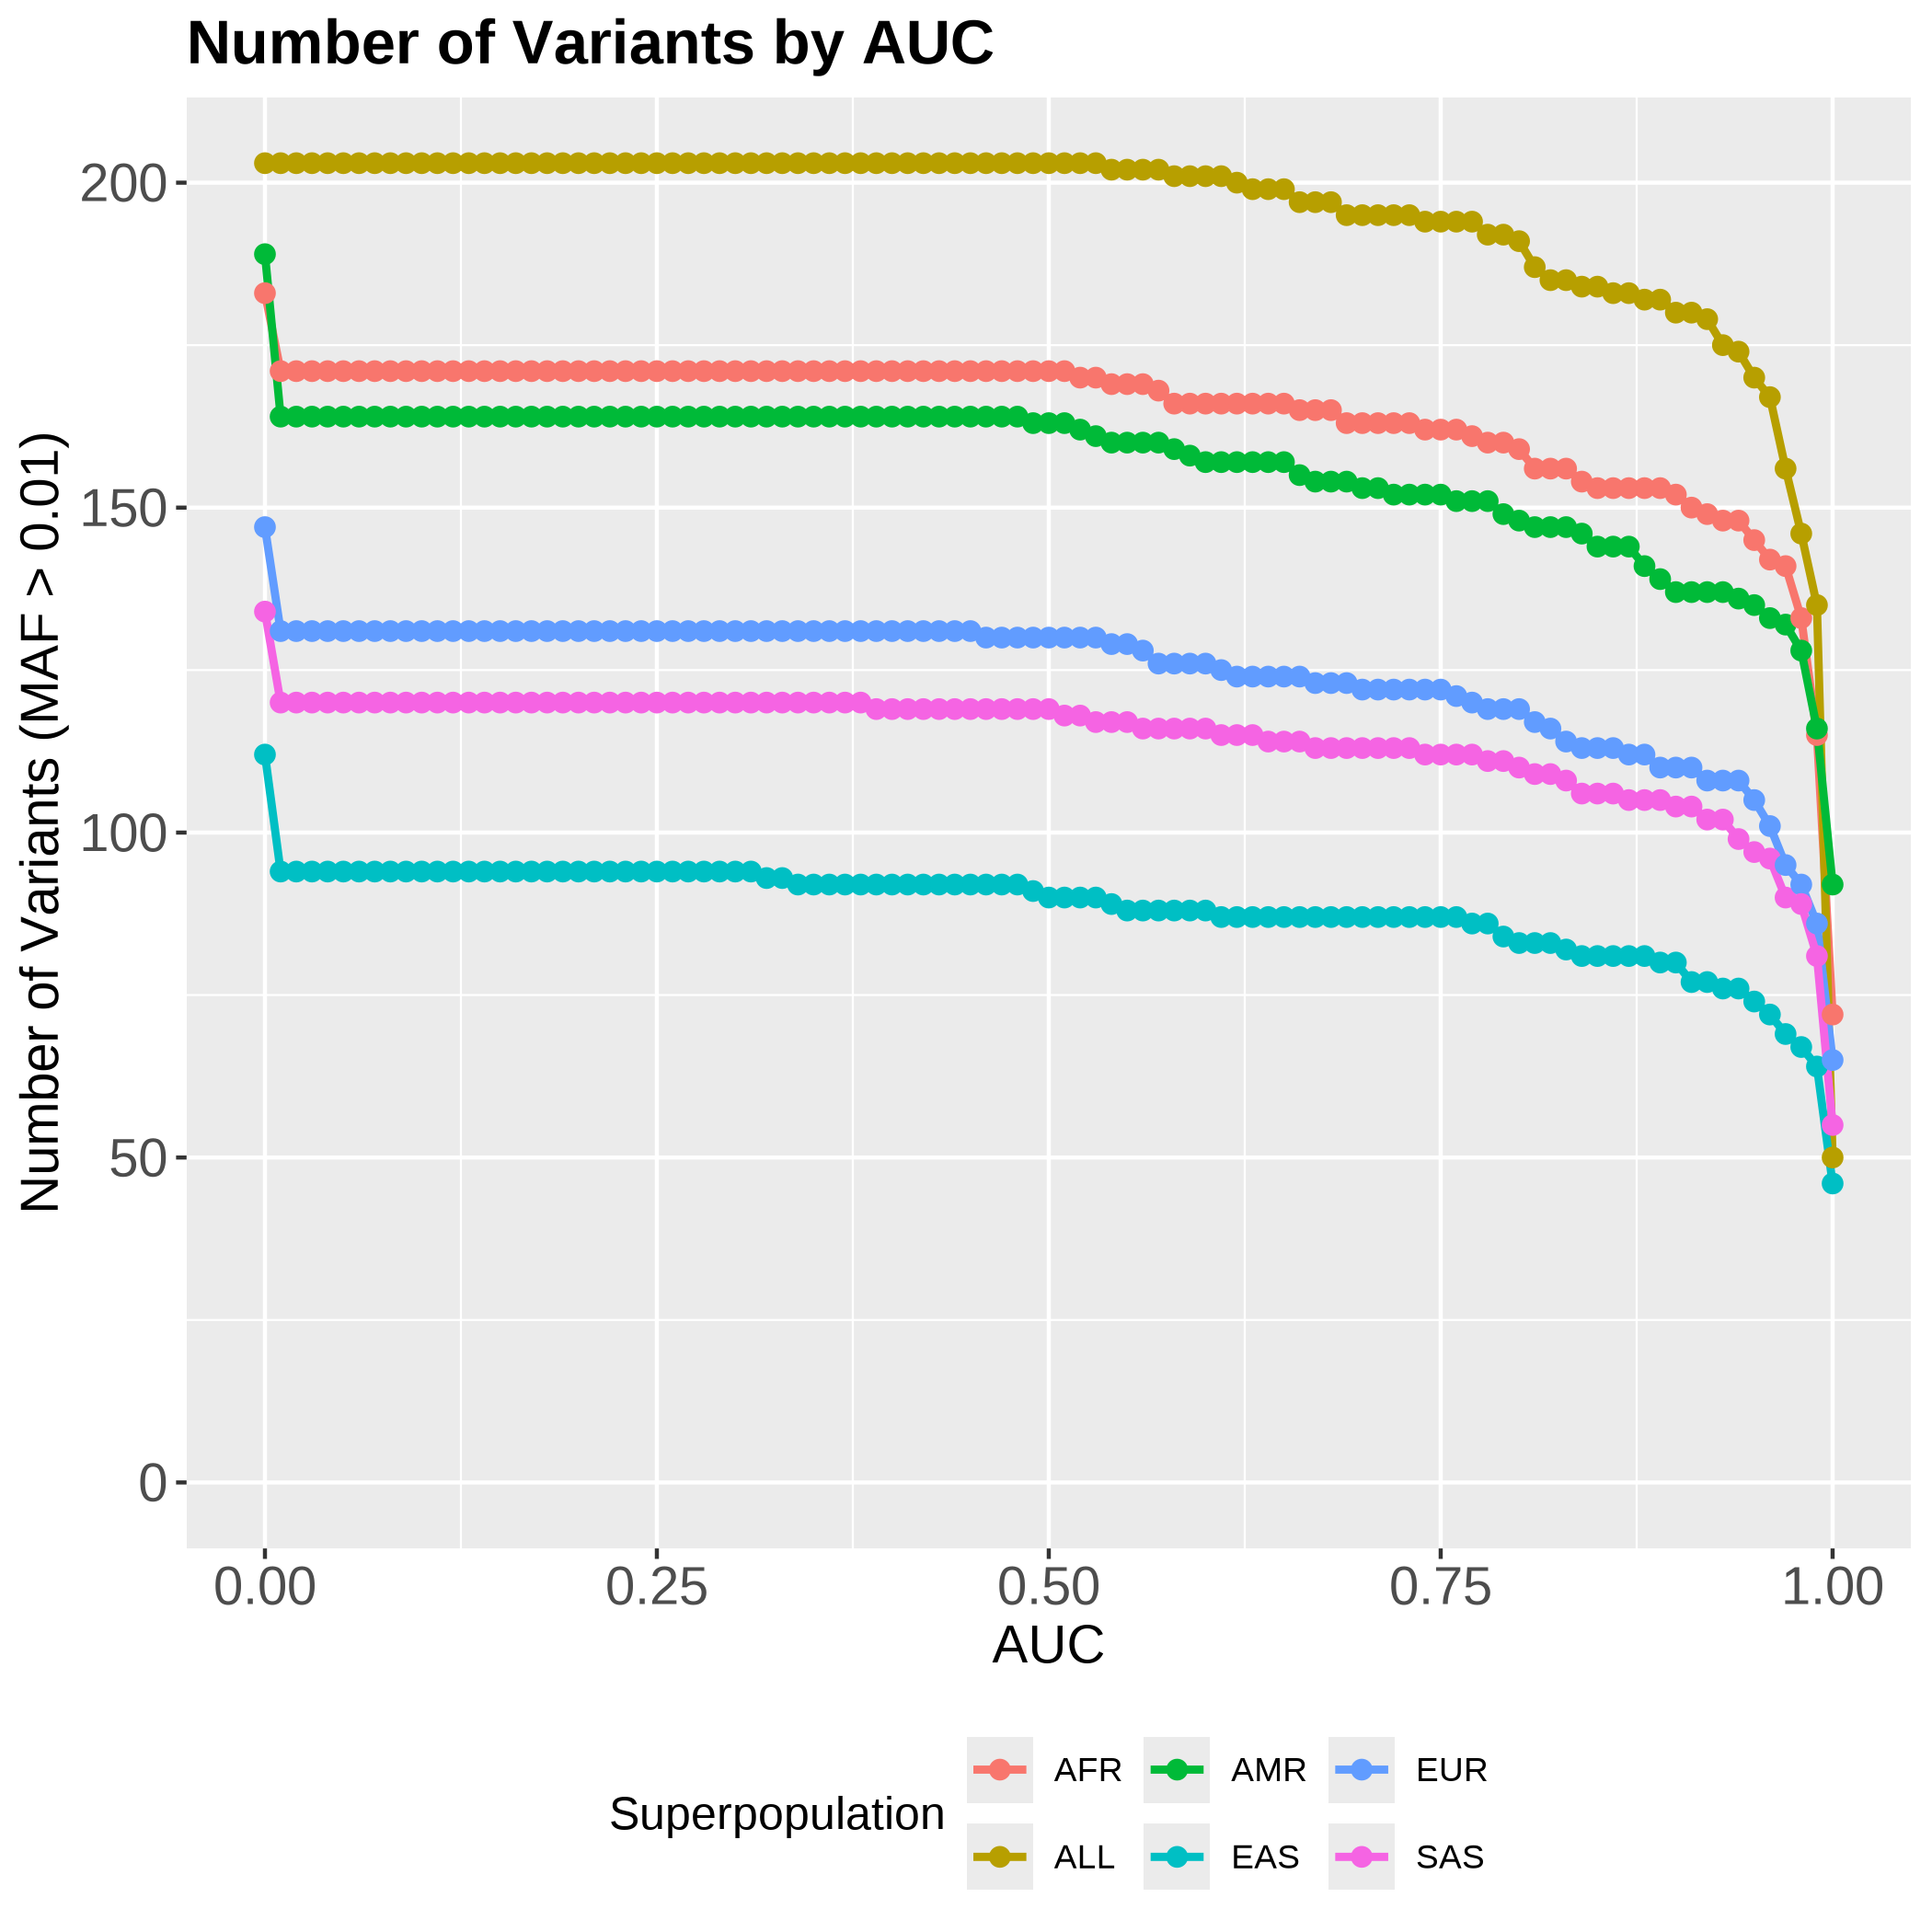 Number of Variants by AUC
Number of Variants (MAF > 0.01)
200
150
100
50
0
0.00 0.25 0.50 0.75 1.00
AUC
Superpopulation
AFR AMR EUR
ALL EAS SAS